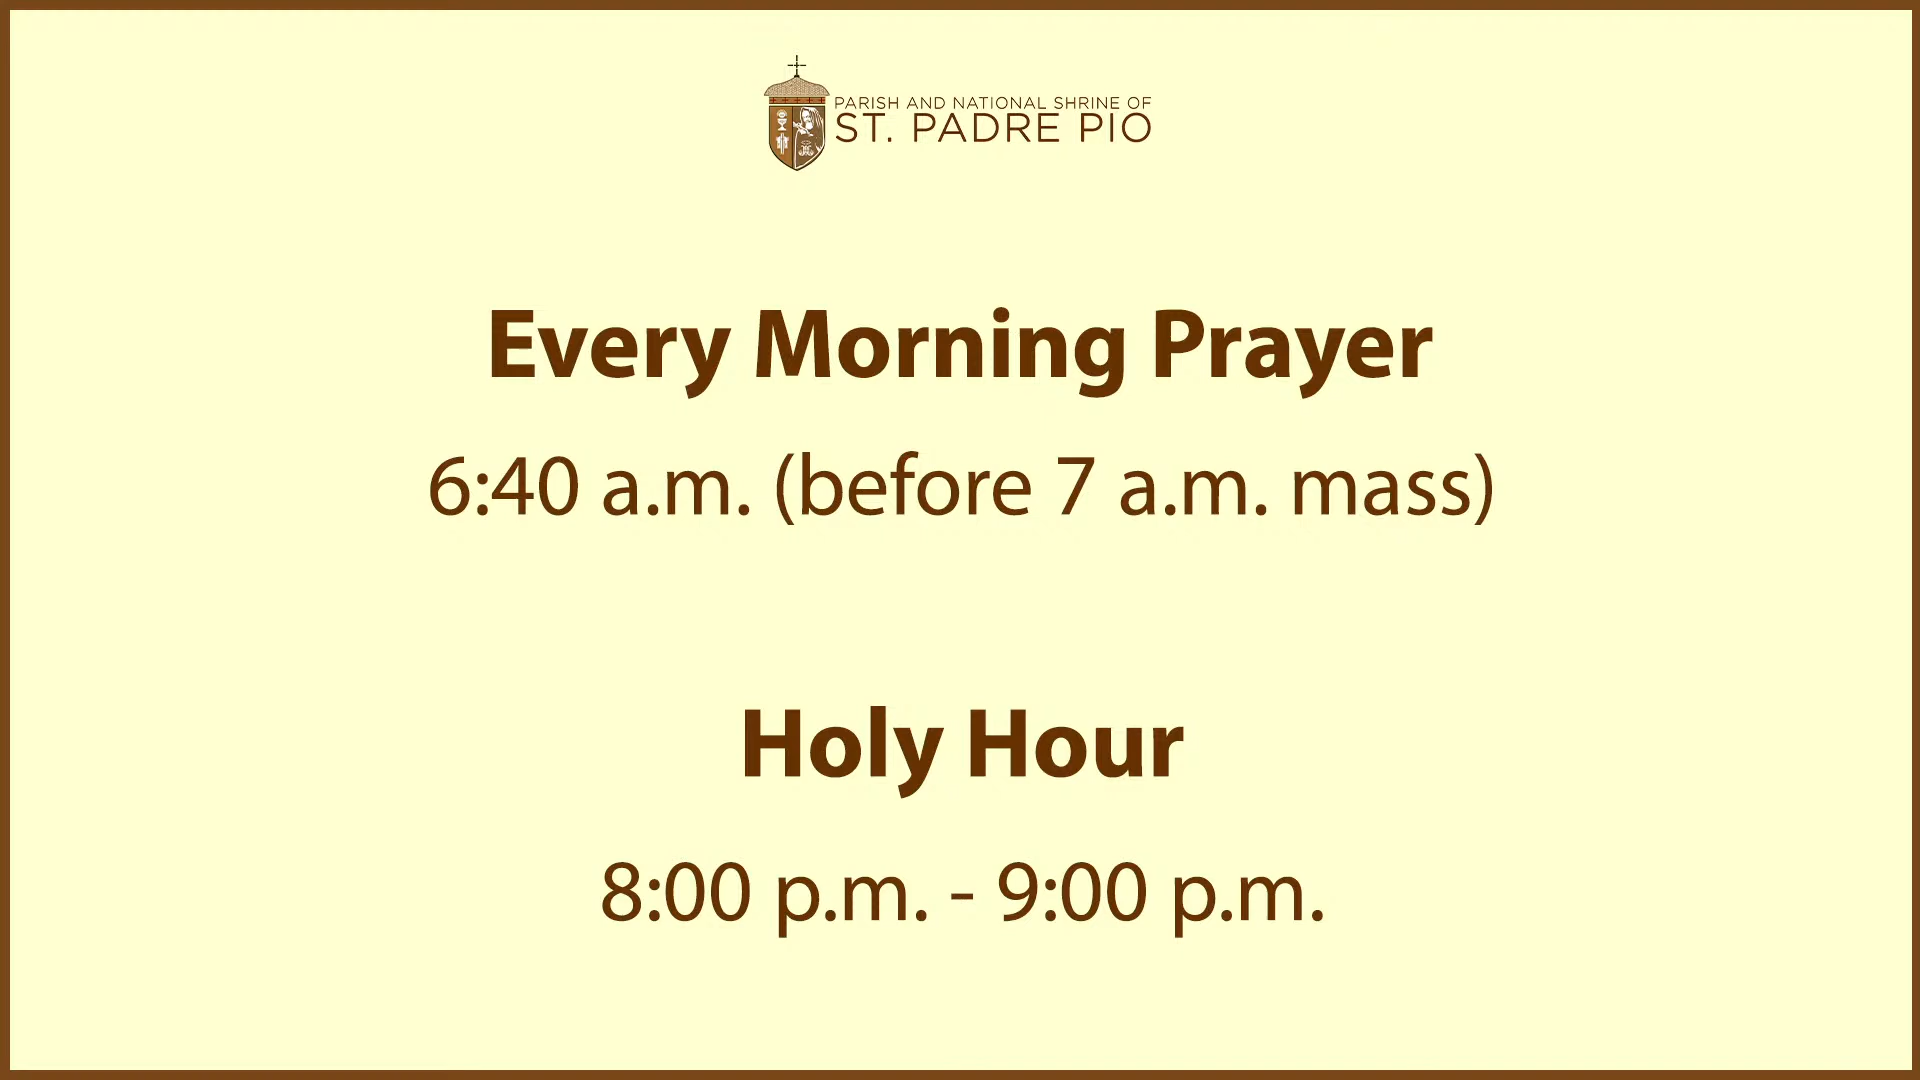 PARISH AND NATIONAL SHRINE OF
ST. PADRE PIO
Every Morning Prayer
6:40 a.m. (before 7 a.m. mass)
Holy Hour
8:00 p.m. - 9:00 p.m.